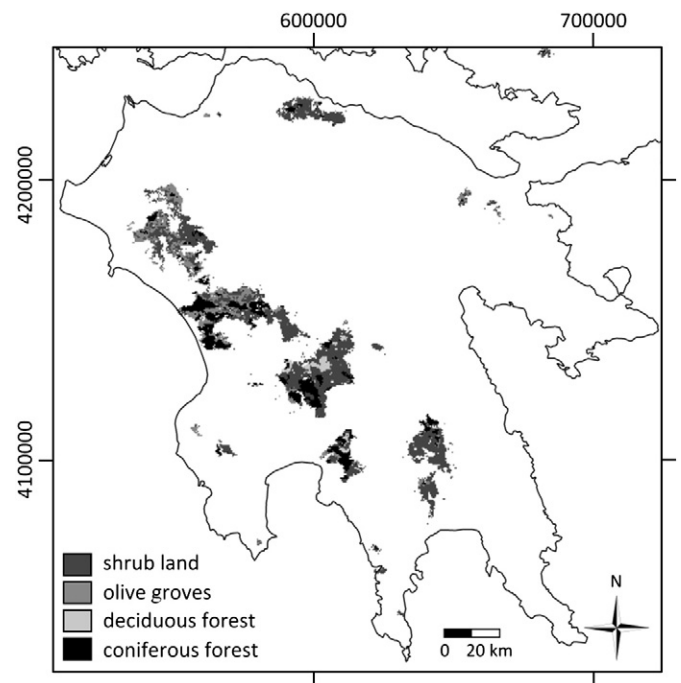 600000 700000
4200000
4100000
shrub land
olive groves
deciduous forest
coniferous forest
N
0 20 km